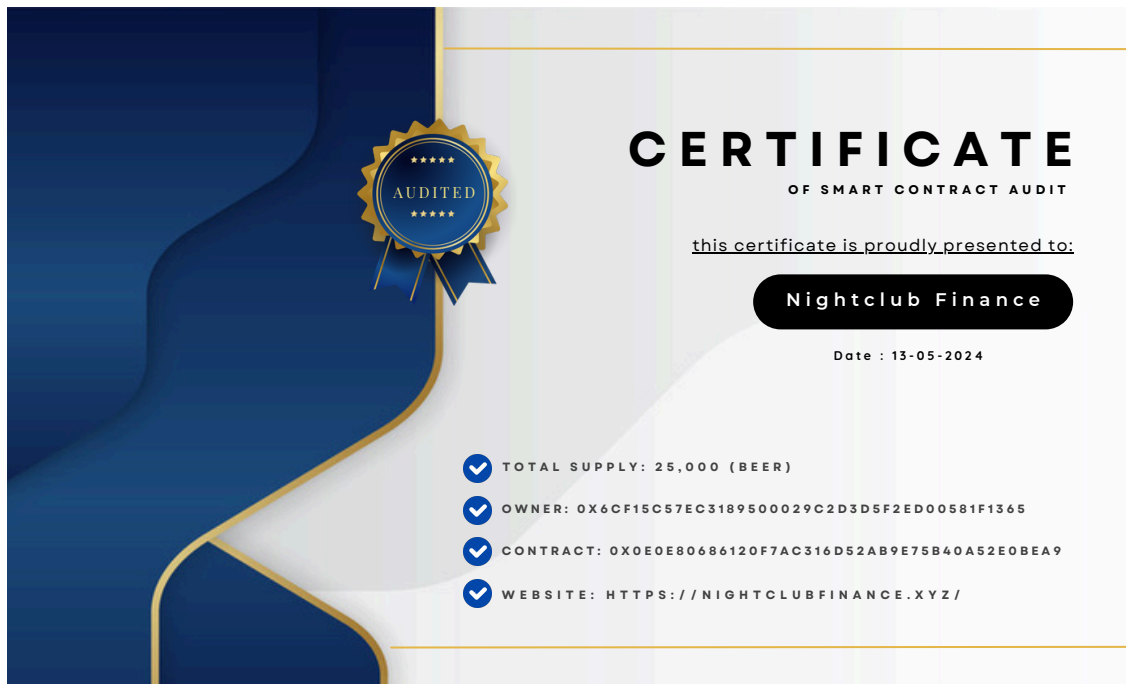 AUDITED
CERTIFICATE
OF SMART CONTRACT AUDIT
this certificate is proudly presented to:
Nightclub Finance
Date : 13-05-2024
TOTAL SUPPLY: 25,000 (BEER)
OWNER: 0X6CF15C57EC3189500029C2D3D5F2ED00581F1365
CONTRACT: 0X0E0E80686120F7AC316D52AB9E75B40A52E0BEA9
WEBSITE: HTTPS://NIGHTCLUBFINANCE.XYZ/